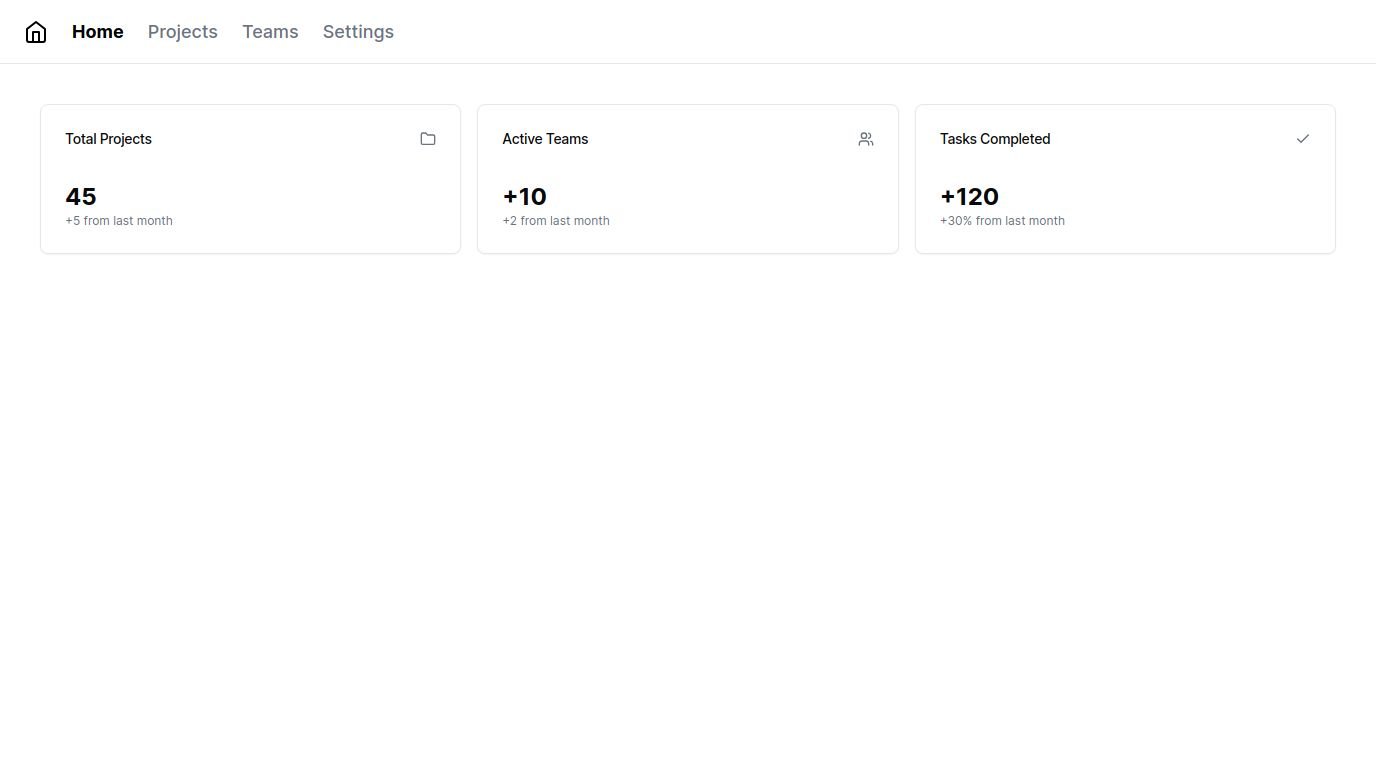 Home Projects Teams Settings
Total Projects
45
+5 from last month
Active Teams
+10
+2 from last month
Tasks Completed
+120
+30% from last month